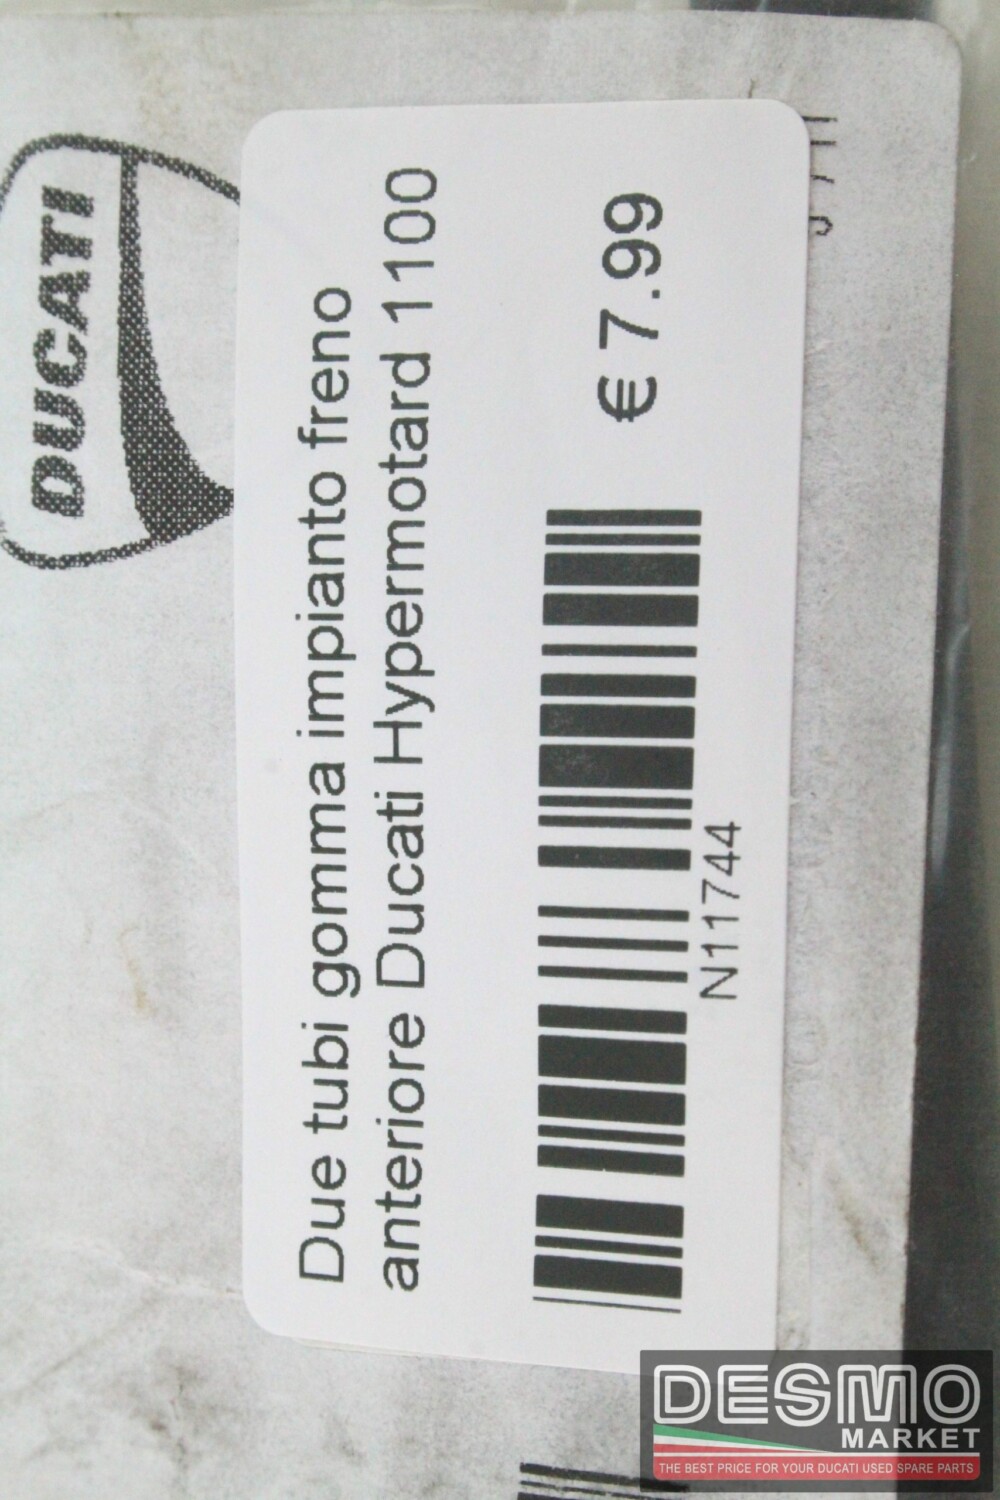 DUCATI
Due tubi gomma impianto freno
anteriore Ducati Hypermotard 1100
€ 7.99
N11744
DESMO
MARKET
THE BEST PRICE FOR YOUR DUCATI USED SPARE PARTS